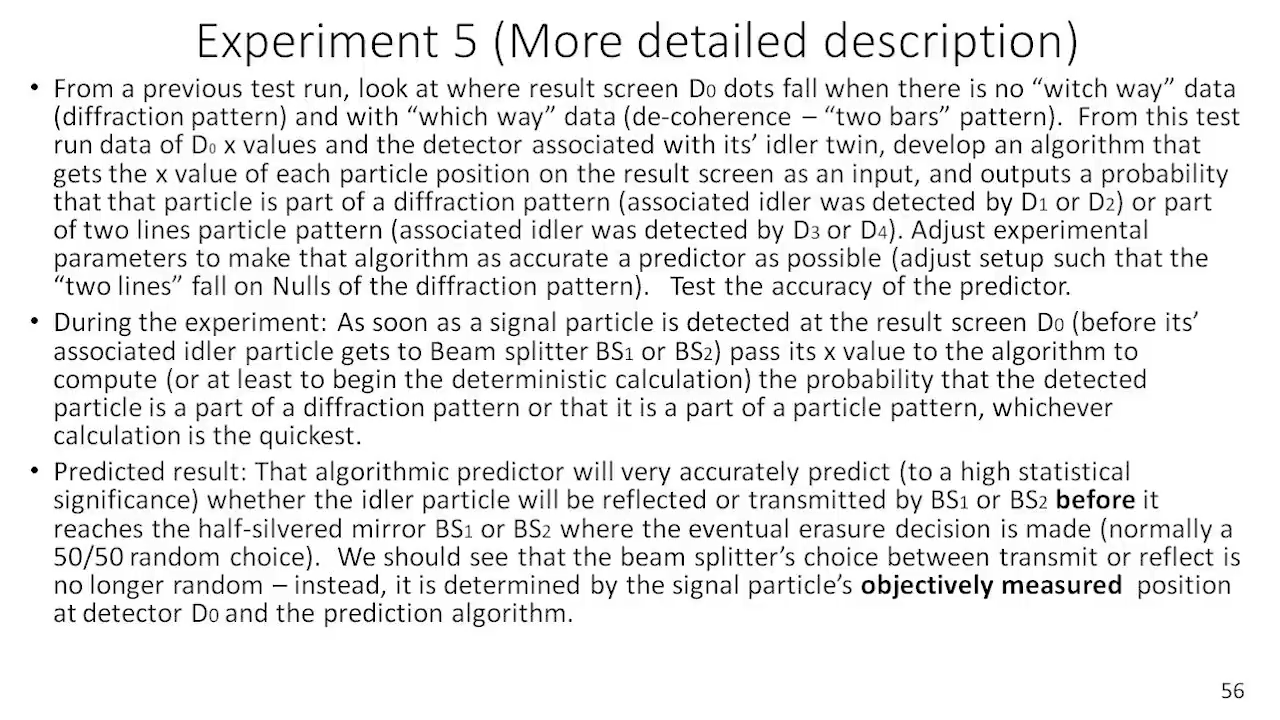 Experiment 5 (More detailed description)
• From a previous test run, look at where result screen D0 dots fall when there is no “witch way” data
(diffraction pattern) and with “which way” data (de-coherence – “two bars” pattern). From this test
run data of D0 x values and the detector associated with its’ idler twin, develop an algorithm that
gets the x value of each particle position on the result screen as an input, and outputs a probability
that that particle is part of a diffraction pattern (associated idler was detected by D1 or D2) or part
of two lines particle pattern (associated idler was detected by D3 or D4). Adjust experimental
parameters to make that algorithm as accurate a predictor as possible (adjust setup such that the
“two lines” fall on Nulls of the diffraction pattern). Test the accuracy of the predictor.
• During the experiment: As soon as a signal particle is detected at the result screen D0 (before its’
associated idler particle gets to Beam splitter BS1 or BS2) pass its x value to the algorithm to
compute (or at least to begin the deterministic calculation) the probability that the detected
particle is a part of a diffraction pattern or that it is a part of a particle pattern, whichever
calculation is the quickest.
• Predicted result: That algorithmic predictor will very accurately predict (to a high statistical
significance) whether the idler particle will be reflected or transmitted by BS1 or BS2 before it
reaches the half-silvered mirror BS1 or BS2 where the eventual erasure decision is made (normally a
50/50 random choice). We should see that the beam splitter’s choice between transmit or reflect is
no longer random – instead, it is determined by the signal particle’s objectively measured position
at detector D0 and the prediction algorithm.
56